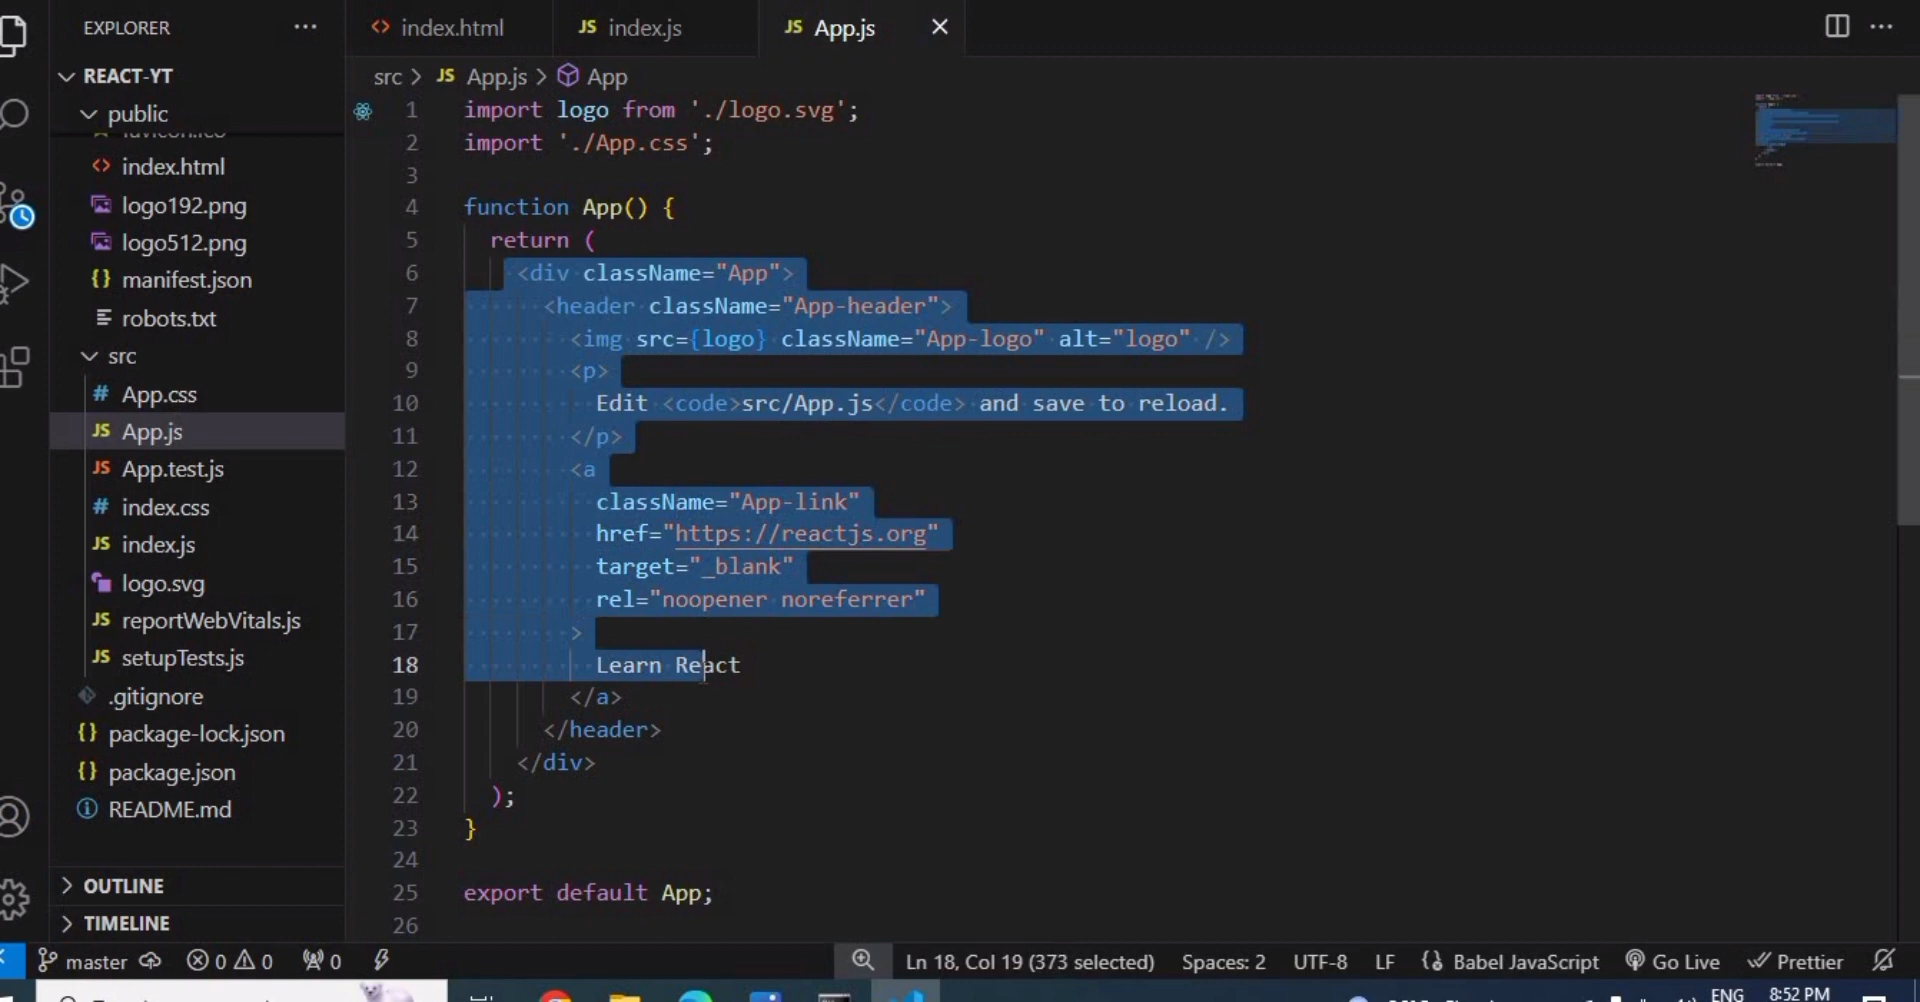 EXPLORER
REACT-YT
public
favicon.ico
index.html
logo192.png
logo512.png
manifest.json
robots.txt
src
App.css
App.js
App.test.js
index.css
index.js
logo.svg
reportWebVitals.js
setupTests.js
.gitignore
package-lock.json
package.json
README.md
OUTLINE
TIMELINE
index.html
JS index.js
JS App.js
src > JS App.js > App
1 import logo from './logo.svg';
2 import './App.css';
3
4 function App() {
5 return (
6 <div className="App">
7 <header className="App-header">
8 <img src={logo} className="App-logo" alt="logo" />
9 <p>
10 Edit <code>src/App.js</code> and save to reload.
11 </p>
12 <a
13 className="App-link"
14 href="https://reactjs.org"
15 target="_blank"
16 rel="noopener noreferrer"
17 >
18 Learn React
19 </a>
20 </header>
21 </div>
22 );
23 }
24
25 export default App;
26
master 0 0 0 Ln 18, Col 19 (373 selected) Spaces: 2 UTF-8 LF Babel JavaScript Go Live Prettier
ENG 8:52 PM